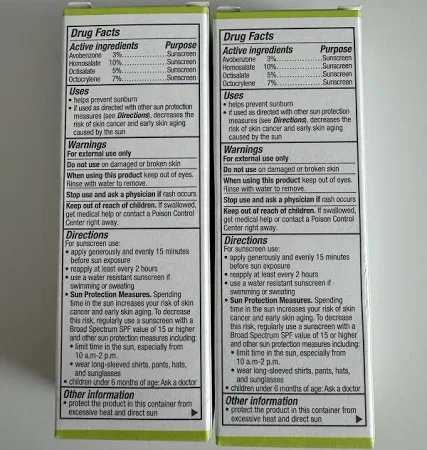 Drug Facts
Active ingredients Purpose
Avobenzone 3%......................Sunscreen
Homosalate 10%....................Sunscreen
Octisalate 5%......................Sunscreen
Octocrylene 7%......................Sunscreen
Uses
• helps prevent sunburn
• if used as directed with other sun protection
measures (see Directions), decreases the
risk of skin cancer and early skin aging
caused by the sun
Warnings
For external use only
Do not use on damaged or broken skin
When using this product keep out of eyes.
Rinse with water to remove.
Stop use and ask a physician if rash occurs
Keep out of reach of children. If swallowed,
get medical help or contact a Poison Control
Center right away.
Directions
For sunscreen use:
• apply generously and evenly 15 minutes
before sun exposure
• reapply at least every 2 hours
• use a water resistant sunscreen if
swimming or sweating
• Sun Protection Measures. Spending
time in the sun increases your risk of skin
cancer and early skin aging. To decrease
this risk, regularly use a sunscreen with a
Broad Spectrum SPF value of 15 or higher
and other sun protection measures including:
• limit time in the sun, especially from
10 a.m-2 p.m.
• wear long-sleeved shirts, pants, hats,
and sunglasses
• children under 6 months of age: Ask a doctor
Other information
• protect the product in this container from
excessive heat and direct sun
Drug Facts
Active ingredients Purpose
Avobenzone 3%......................Sunscreen
Homosalate 10%....................Sunscreen
Octisalate 5%......................Sunscreen
Octocrylene 7%......................Sunscreen
Uses
• helps prevent sunburn
• if used as directed with other sun protection
measures (see Directions), decreases the
risk of skin cancer and early skin aging
caused by the sun
Warnings
For external use only
Do not use on damaged or broken skin
When using this product keep out of eyes.
Rinse with water to remove.
Stop use and ask a physician if rash occurs
Keep out of reach of children. If swallowed,
get medical help or contact a Poison Control
Center right away.
Directions
For sunscreen use:
• apply generously and evenly 15 minutes
before sun exposure
• reapply at least every 2 hours
• use a water resistant sunscreen if
swimming or sweating
• Sun Protection Measures. Spending
time in the sun increases your risk of skin
cancer and early skin aging. To decrease
this risk, regularly use a sunscreen with a
Broad Spectrum SPF value of 15 or higher
and other sun protection measures including:
• limit time in the sun, especially from
10 a.m-2 p.m.
• wear long-sleeved shirts, pants, hats,
and sunglasses
• children under 6 months of age: Ask a doctor
Other information
• protect the product in this container from
excessive heat and direct sun